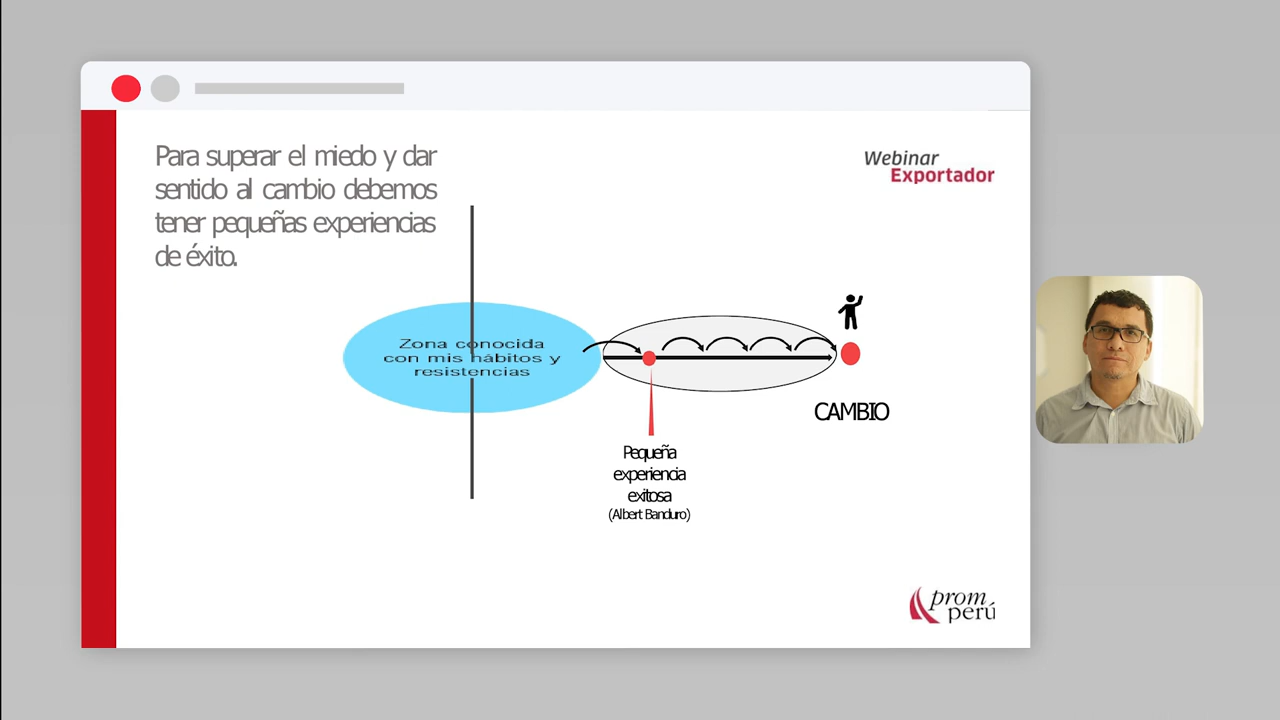 Para superar el miedo y dar
sentido al cambio debemos
tener pequeñas experiencias
de éxito.
Webinar
Exportador
Zona conocida
con mis hábitos y
resistencias
CAMBIO
Pequeña
experiencia
exitosa
(Albert Banduro)
prom
perú